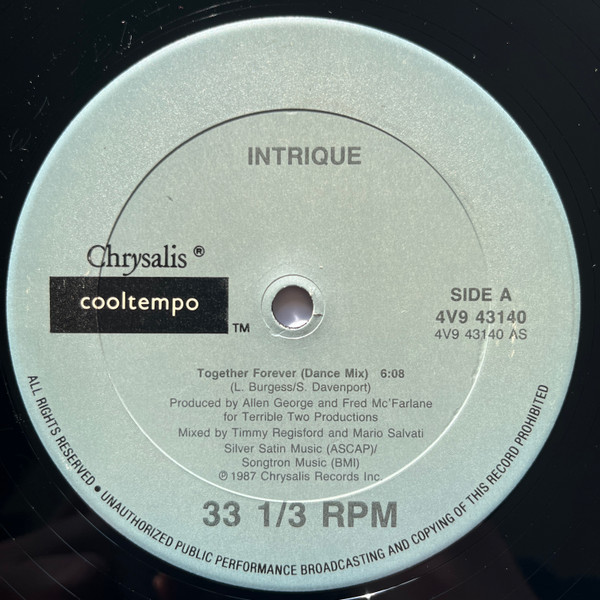 INTRIQUE
Chrysalis ®
cooltempo
TM
SIDE A
4V9 43140
4V9 43140 AS
Together Forever (Dance Mix) 6:08
(L. Burgess/S. Davenport)
Produced by Allen George and Fred Mc'Farlane
for Terrible Two Productions
Mixed by Timmy Regisford and Mario Salvati
Silver Satin Music (ASCAP)/
Songtron Music (BMI)
℗ 1987 Chrysalis Records Inc.
33 1/3 RPM
ALL RIGHTS RESERVED • UNAUTHORIZED PUBLIC PERFORMANCE BROADCASTING AND COPYING OF THIS RECORD PROHIBITED